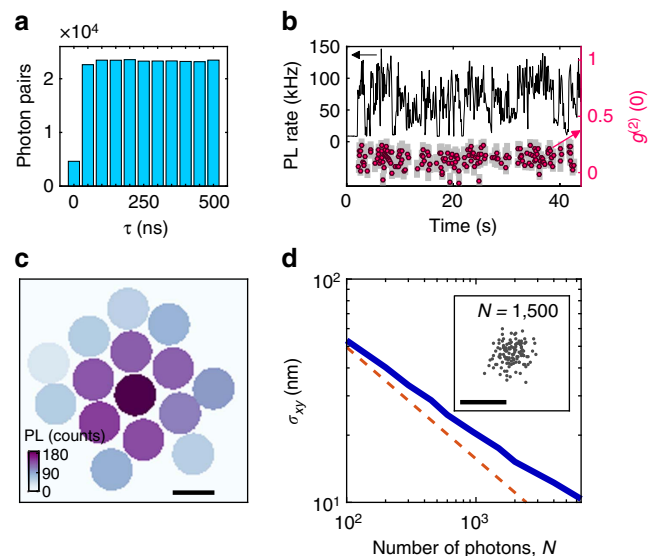 a
×10⁴
Photon pairs
2
1
0
0
250
500
τ (ns)
b
PL rate (kHz)
150
100
50
0
1
0.5
0
g⁽²⁾ (0)
0
20
40
Time (s)
c
PL (counts)
180
90
0
d
σxy (nm)
10²
10¹
N = 1,500
10²
10³
Number of photons, N